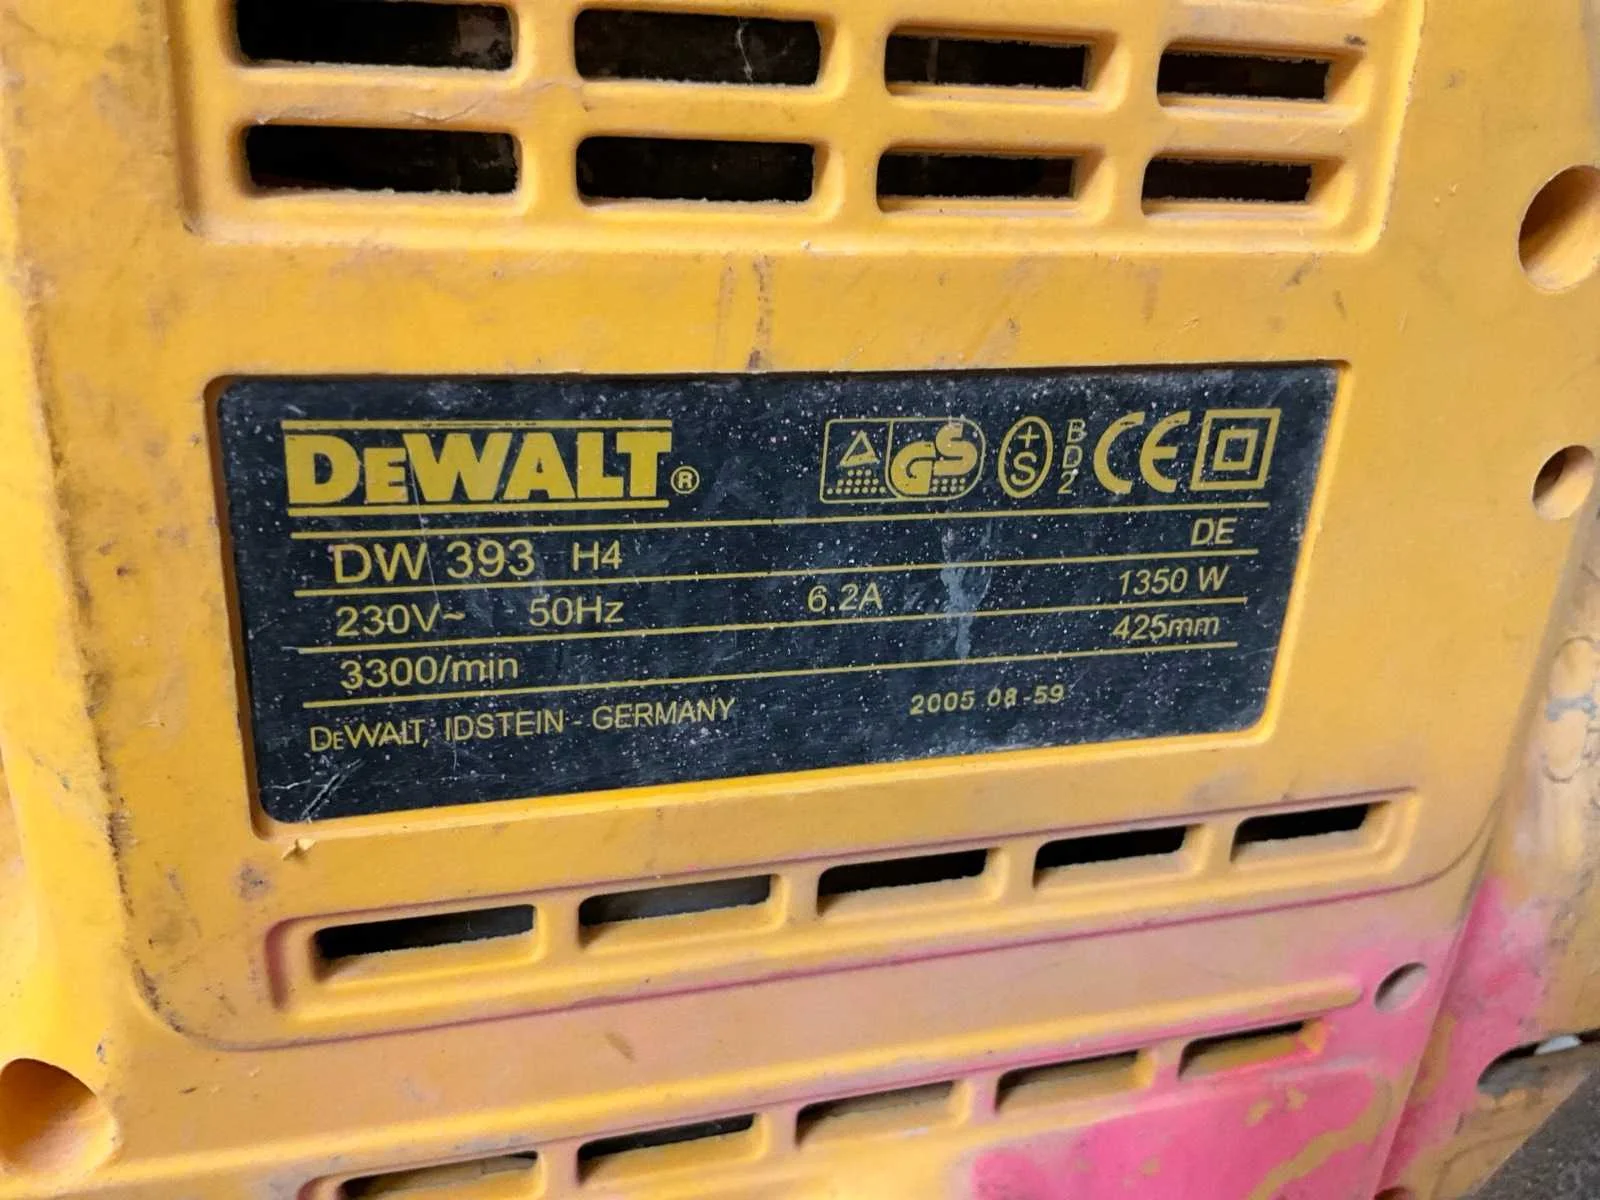 DEWALT®
GS +S BD2 CE
DW 393 H4 DE
230V~ 50Hz 6.2A 1350 W
3300/min 425mm
DEWALT, IDSTEIN - GERMANY 2005 08-59